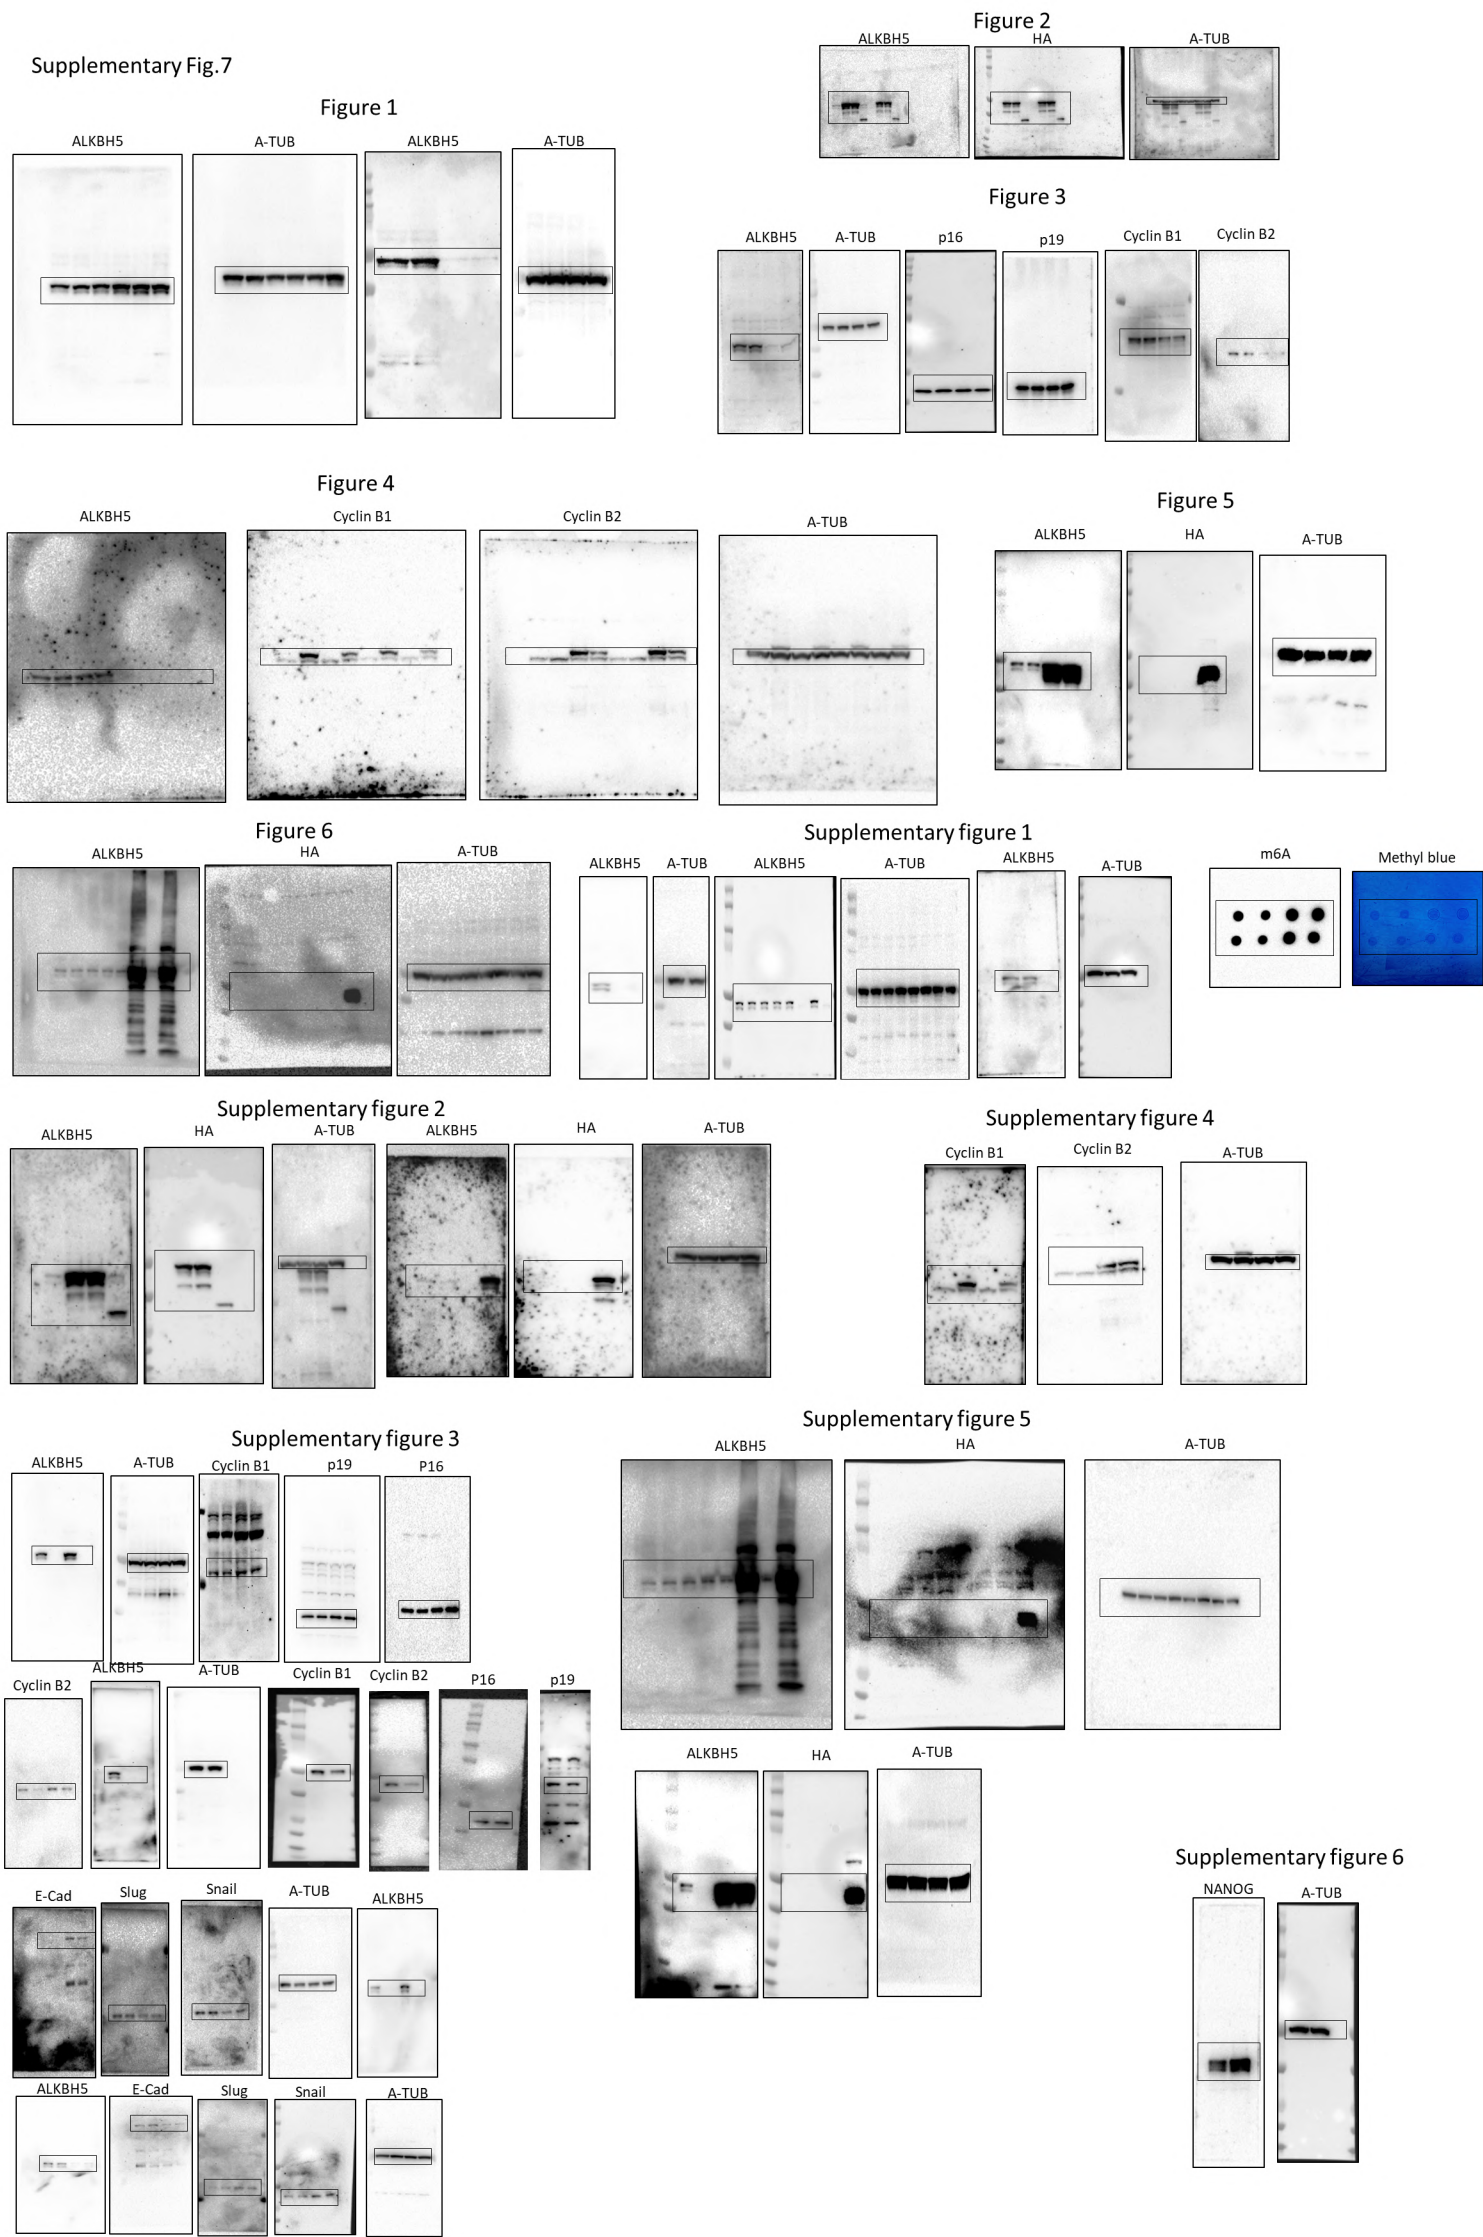 Supplementary Fig.7
Figure 1
ALKBH5 A-TUB ALKBH5 A-TUB
Figure 2
ALKBH5 HA A-TUB
Figure 3
ALKBH5 A-TUB p16 p19 Cyclin B1 Cyclin B2
Figure 4
ALKBH5 Cyclin B1 Cyclin B2 A-TUB
Figure 5
ALKBH5 HA A-TUB
Figure 6
ALKBH5 HA A-TUB
Supplementary figure 1
ALKBH5 A-TUB ALKBH5 A-TUB ALKBH5 A-TUB m6A Methyl blue
Supplementary figure 2
ALKBH5 HA A-TUB ALKBH5 HA A-TUB
Supplementary figure 4
Cyclin B1 Cyclin B2 A-TUB
Supplementary figure 3
ALKBH5 A-TUB Cyclin B1 p19 P16
Cyclin B2 ALKBH5 A-TUB Cyclin B1 Cyclin B2 P16 p19
E-Cad Slug Snail A-TUB ALKBH5
ALKBH5 E-Cad Slug Snail A-TUB
Supplementary figure 5
ALKBH5 HA A-TUB
ALKBH5 HA A-TUB
Supplementary figure 6
NANOG A-TUB